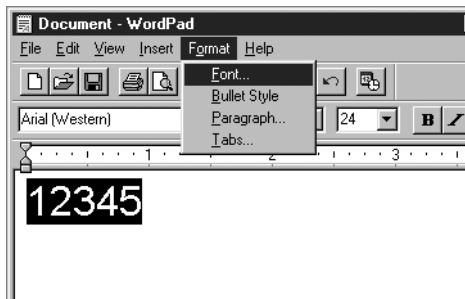 Document - WordPad
File Edit View Insert Format Help
Font...
Bullet Style
Arial (Western) 24 B I
Paragraph...
Tabs...
1 2 3
12345